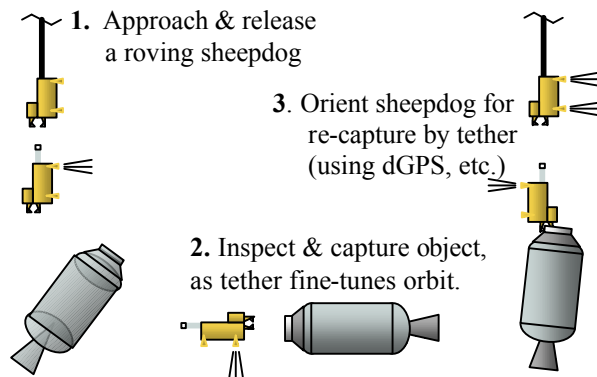 1. Approach & release
a roving sheepdog
2. Inspect & capture object,
as tether fine-tunes orbit.
3. Orient sheepdog for
re-capture by tether
(using dGPS, etc.)